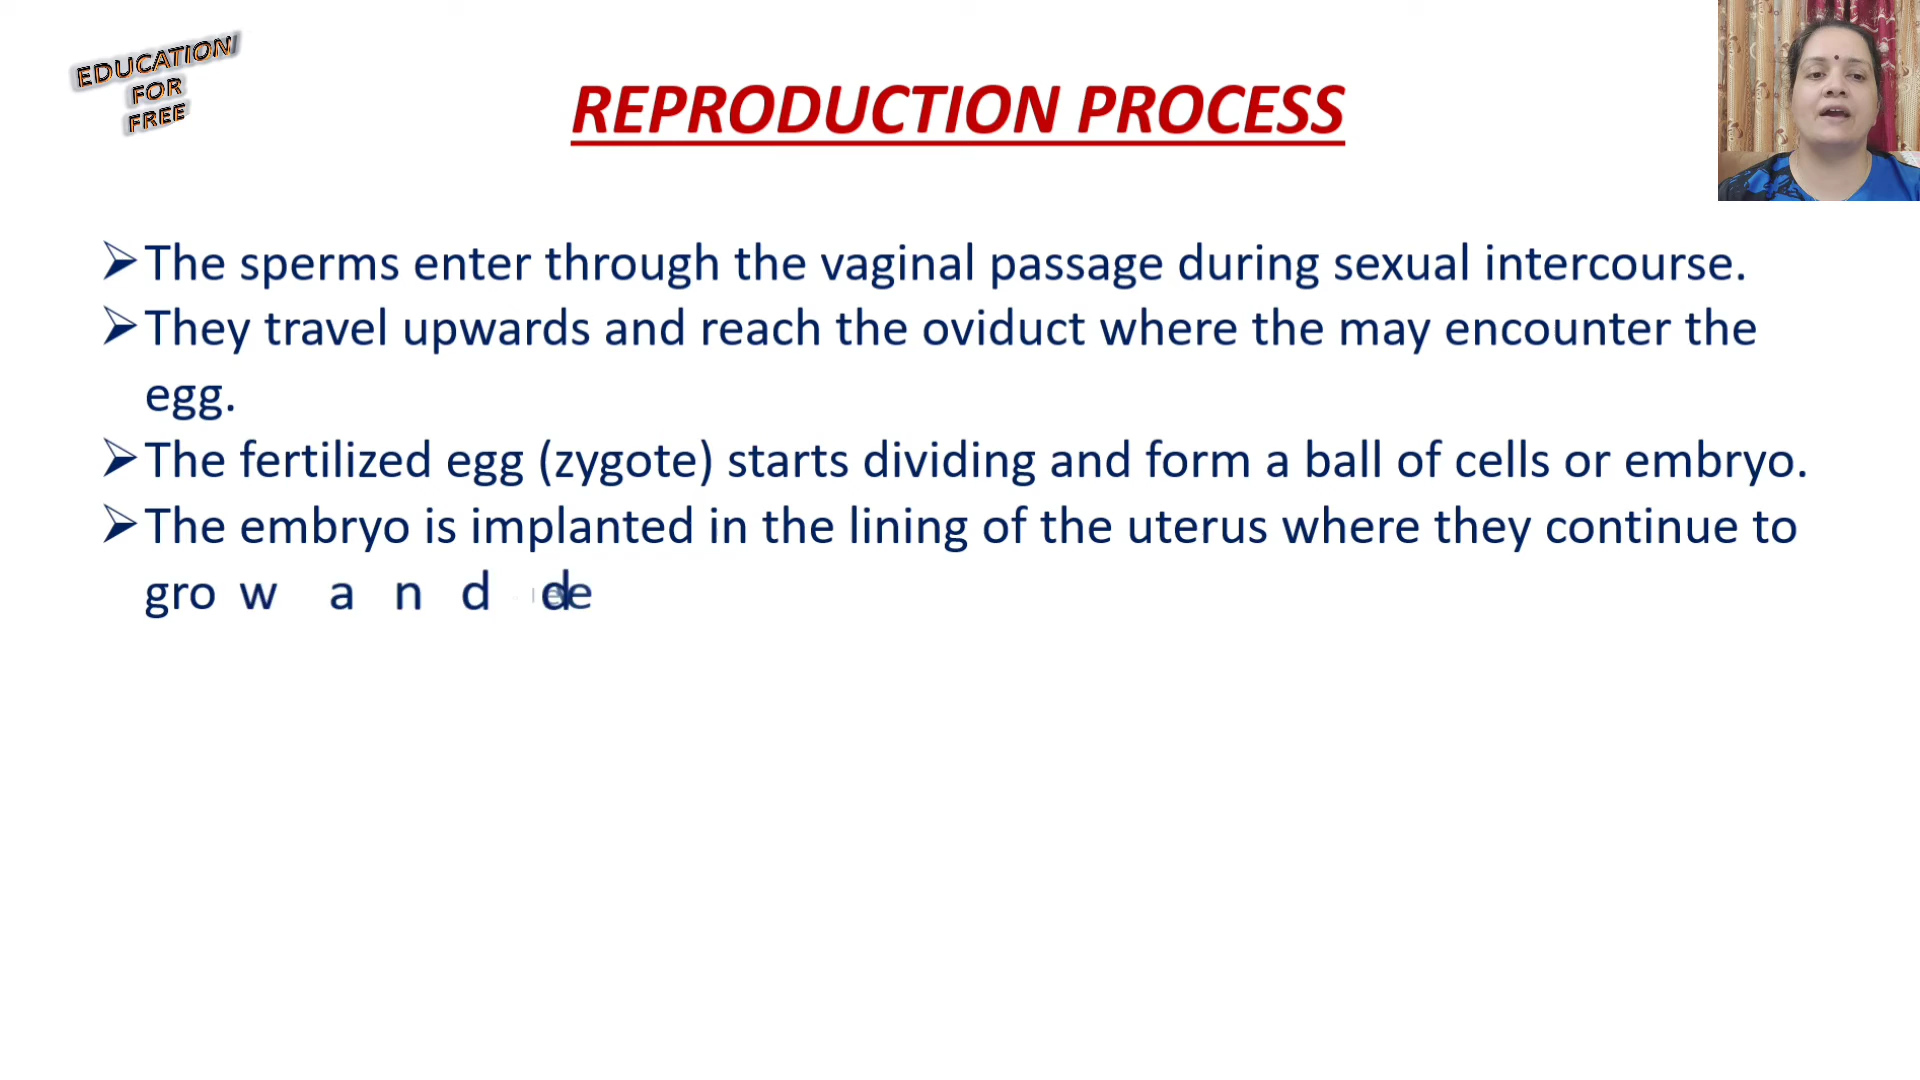 EDUCATION
FOR
FREE
REPRODUCTION PROCESS
➢The sperms enter through the vaginal passage during sexual intercourse.
➢They travel upwards and reach the oviduct where the may encounter the
egg.
➢The fertilized egg (zygote) starts dividing and form a ball of cells or embryo.
➢The embryo is implanted in the lining of the uterus where they continue to
grow and